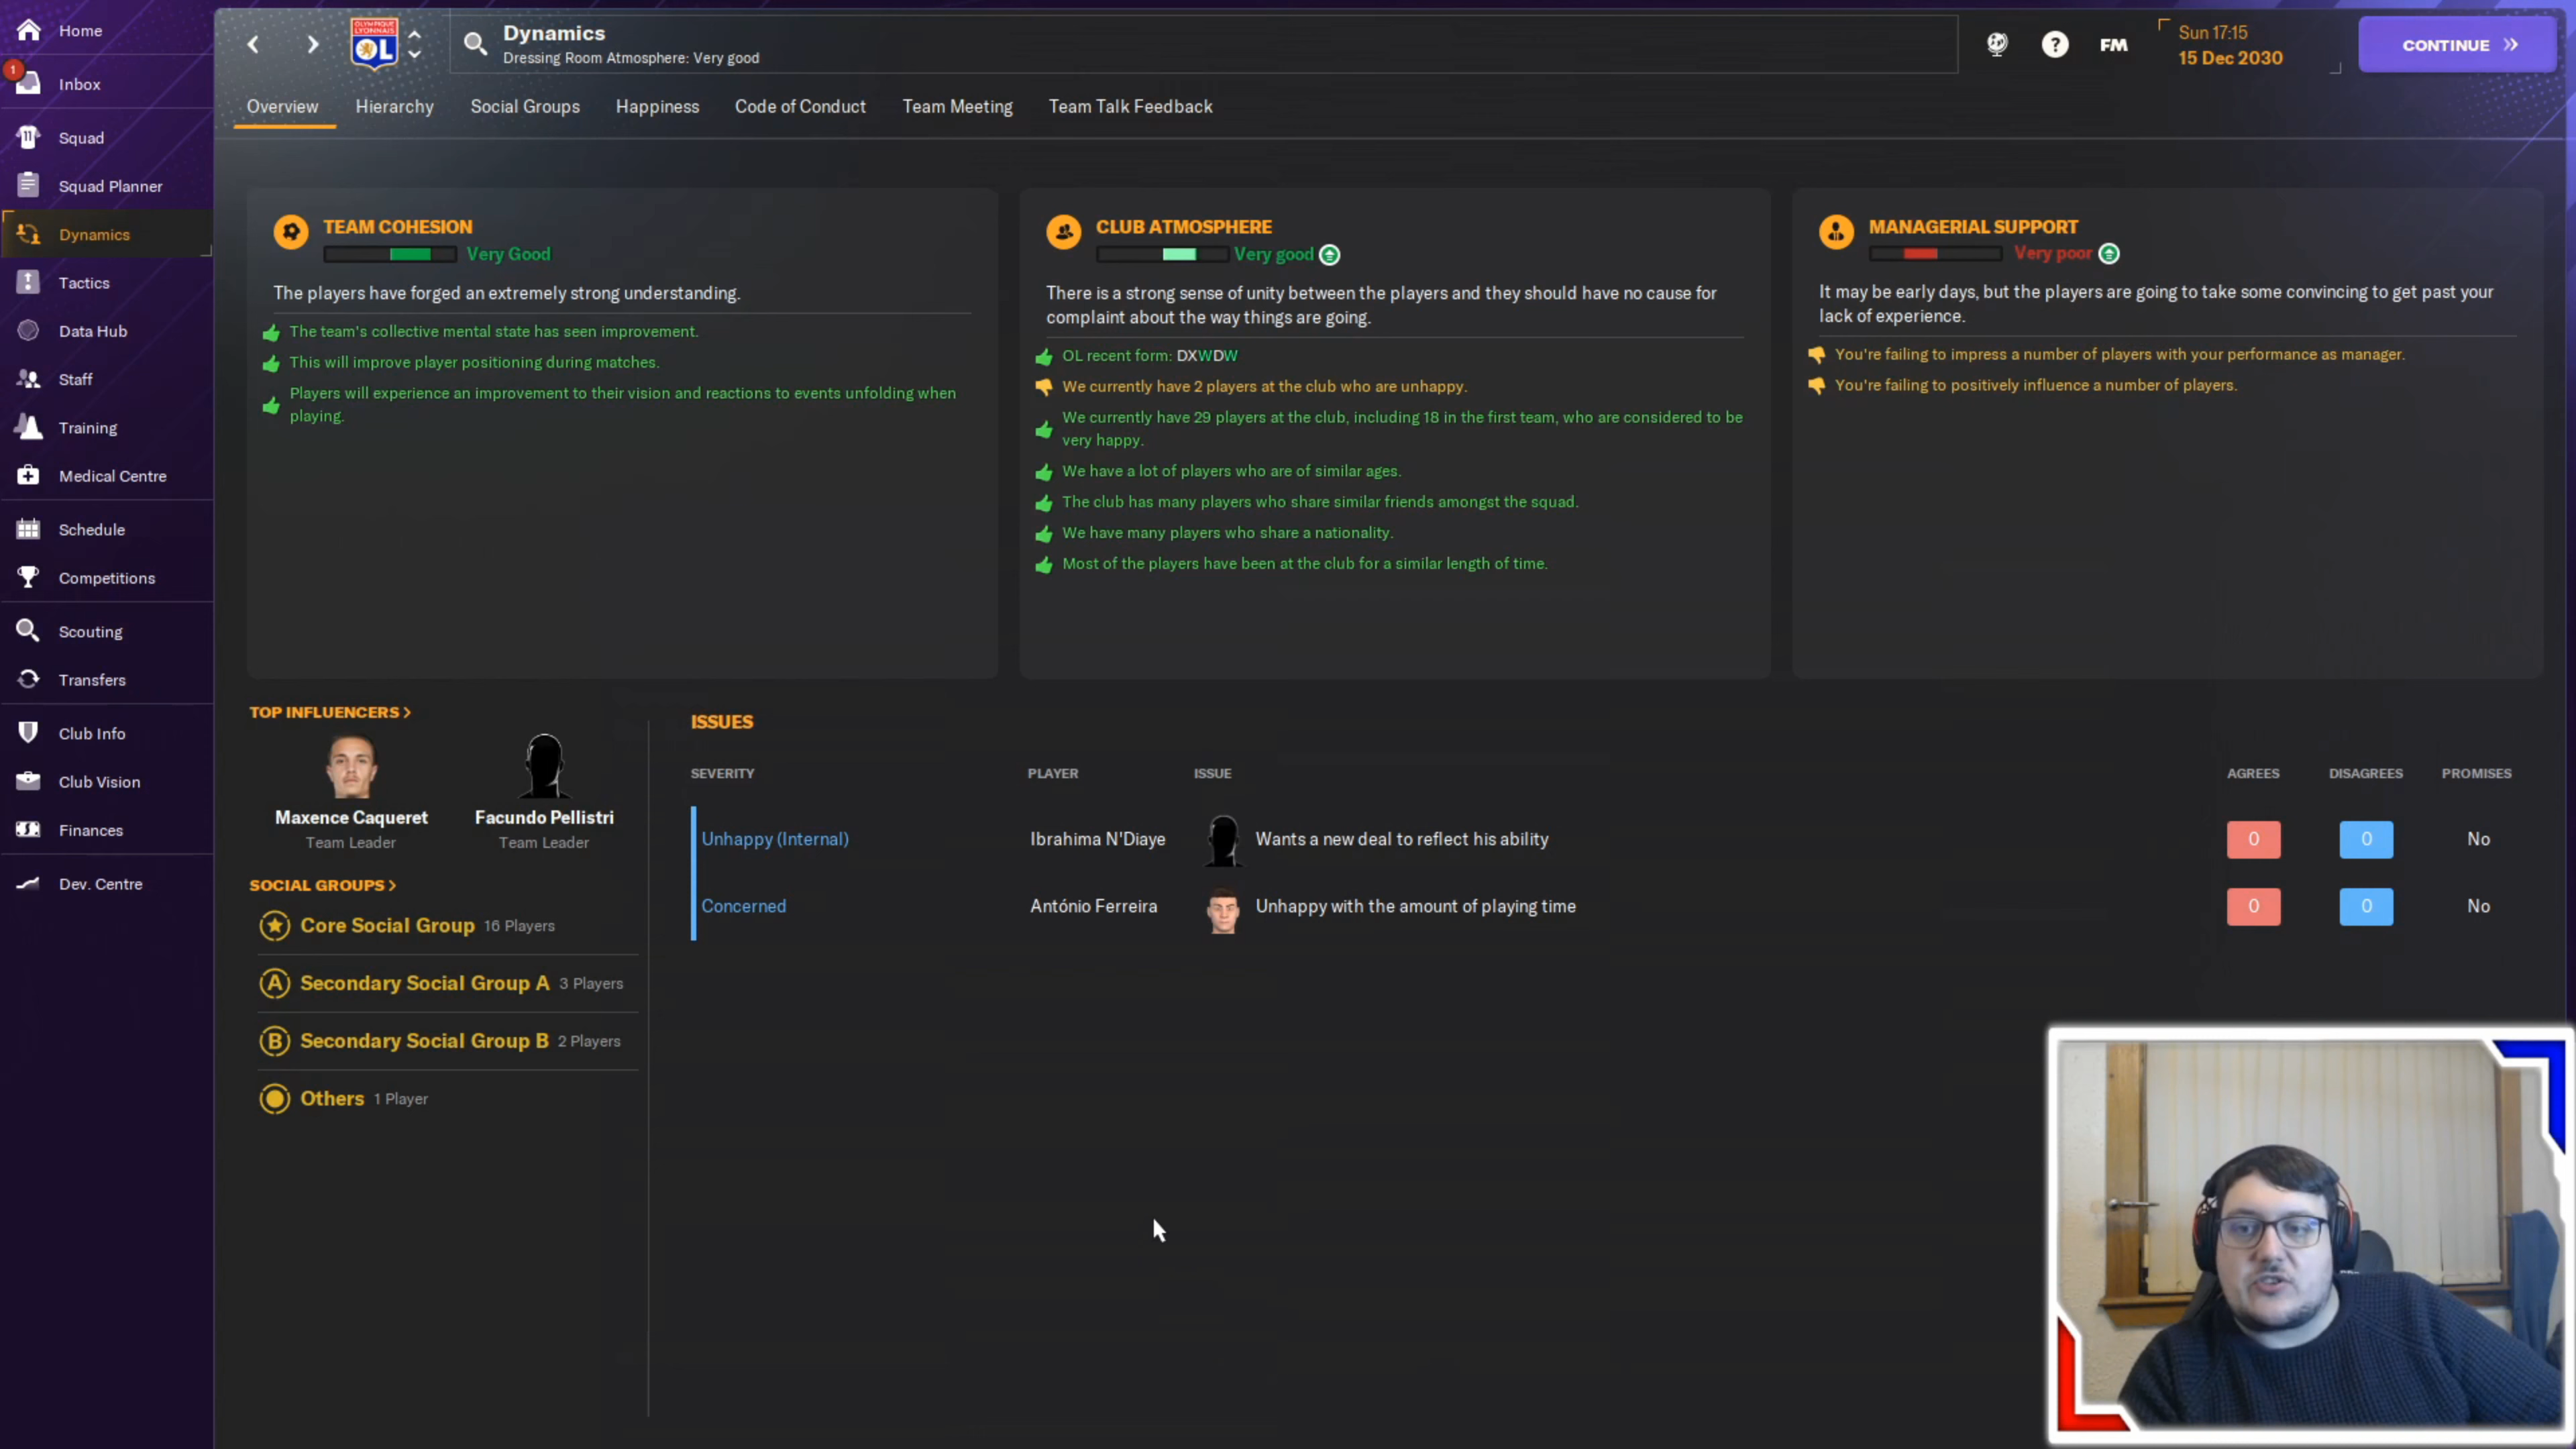 Home
1
Inbox
Squad
Squad Planner
Dynamics
Tactics
Data Hub
Staff
Training
Medical Centre
Schedule
Competitions
Scouting
Transfers
Club Info
Club Vision
Finances
Dev. Centre
OLYMPIQUE
LYONNAIS
OL
Dynamics
Dressing Room Atmosphere: Very good
?
FM
Sun 17:15
15 Dec 2030
CONTINUE
Overview
Hierarchy
Social Groups
Happiness
Code of Conduct
Team Meeting
Team Talk Feedback
TEAM COHESION
Very Good
The players have forged an extremely strong understanding.
The team's collective mental state has seen improvement.
This will improve player positioning during matches.
Players will experience an improvement to their vision and reactions to events unfolding when
playing.
CLUB ATMOSPHERE
Very good
There is a strong sense of unity between the players and they should have no cause for
complaint about the way things are going.
OL recent form: DXWDW
We currently have 2 players at the club who are unhappy.
We currently have 29 players at the club, including 18 in the first team, who are considered to be
very happy.
We have a lot of players who are of similar ages.
The club has many players who share similar friends amongst the squad.
We have many players who share a nationality.
Most of the players have been at the club for a similar length of time.
MANAGERIAL SUPPORT
Very poor
It may be early days, but the players are going to take some convincing to get past your
lack of experience.
You're failing to impress a number of players with your performance as manager.
You're failing to positively influence a number of players.
TOP INFLUENCERS >
Maxence Caqueret
Team Leader
Facundo Pellistri
Team Leader
SOCIAL GROUPS >
Core Social Group 16 Players
A Secondary Social Group A 3 Players
B Secondary Social Group B 2 Players
Others 1 Player
ISSUES
SEVERITY PLAYER ISSUE AGREES DISAGREES PROMISES
Unhappy (Internal) Ibrahima N'Diaye Wants a new deal to reflect his ability 0 0 No
Concerned António Ferreira Unhappy with the amount of playing time 0 0 No